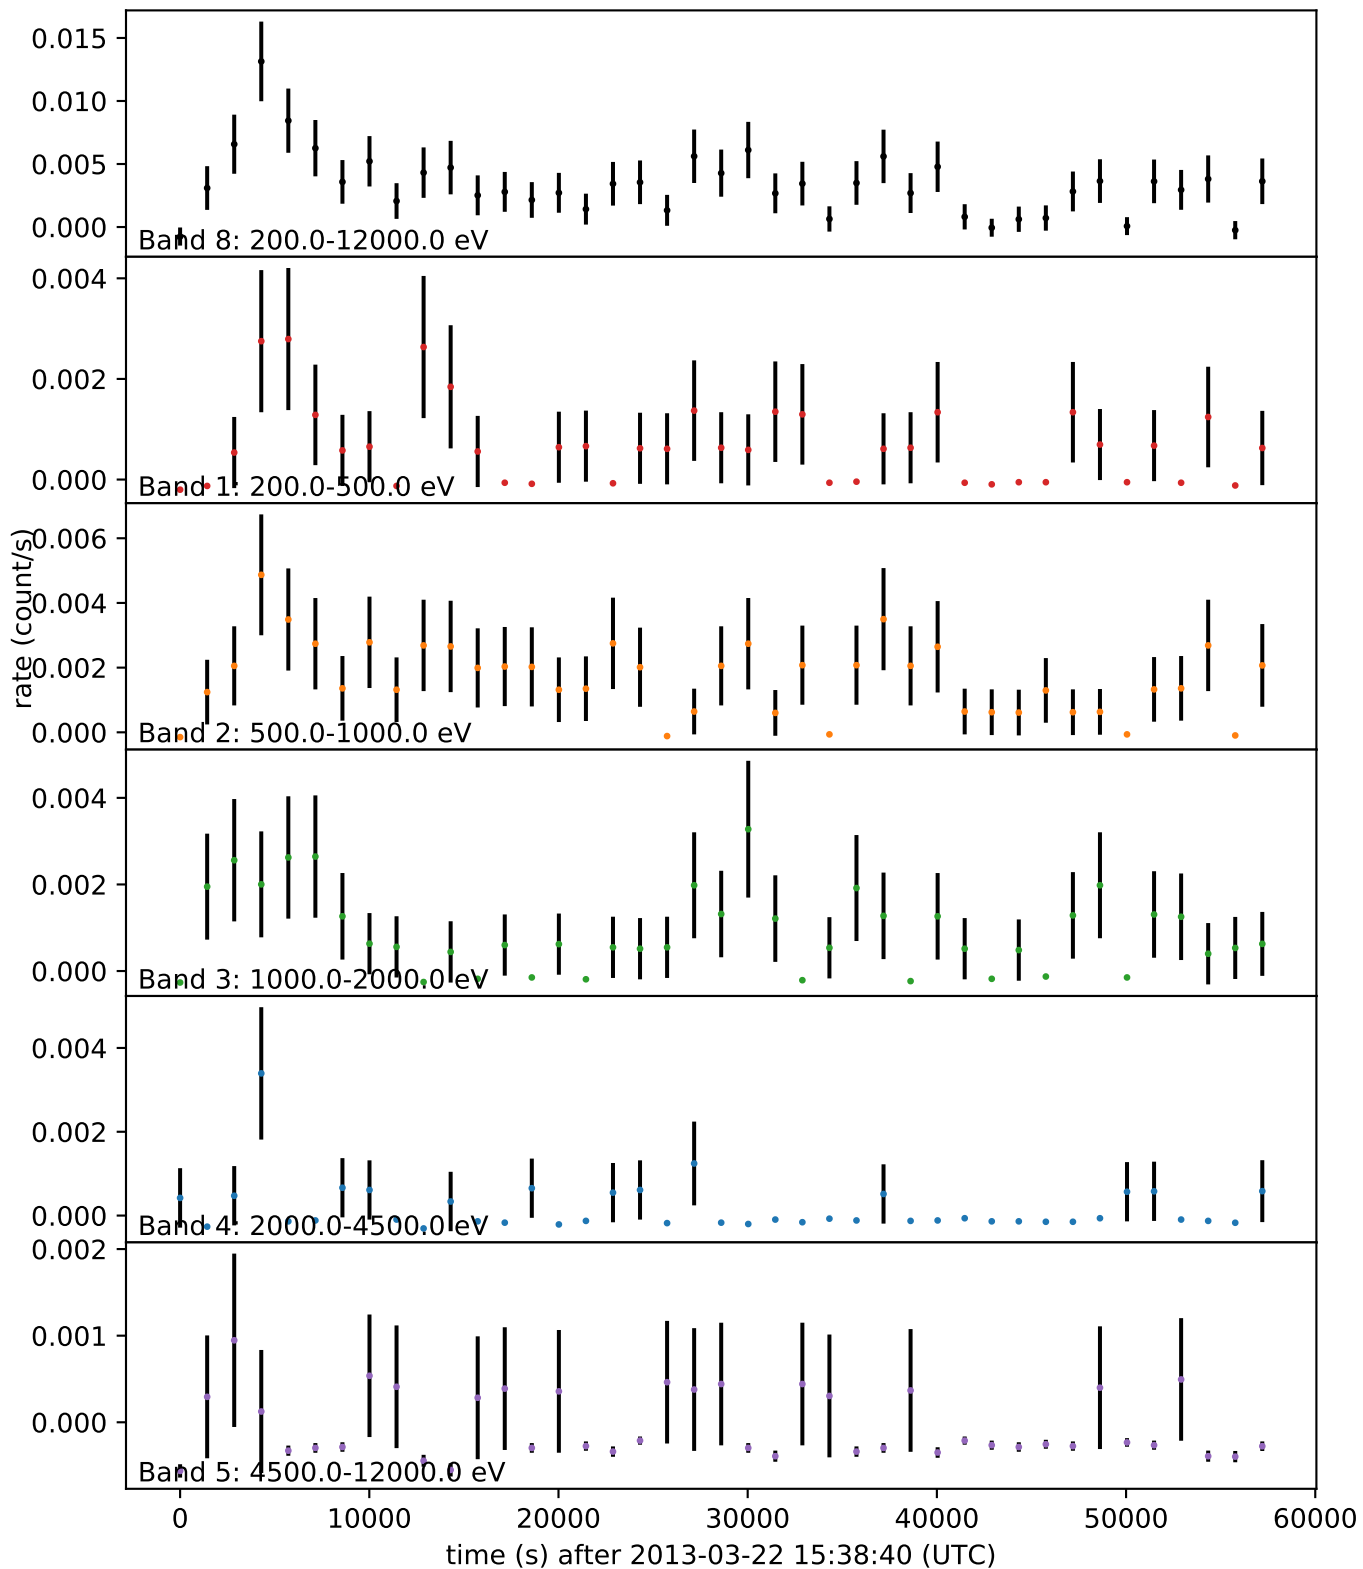 0.015
0.010
0.005
0.000
Band 8: 200.0-12000.0 eV
0.004
0.002
0.000
Band 1: 200.0-500.0 eV
rate (count/s)
0.006
0.004
0.002
0.000
Band 2: 500.0-1000.0 eV
0.004
0.002
0.000
Band 3: 1000.0-2000.0 eV
0.004
0.002
0.000
Band 4: 2000.0-4500.0 eV
0.002
0.001
0.000
Band 5: 4500.0-12000.0 eV
0 10000 20000 30000 40000 50000 60000
time (s) after 2013-03-22 15:38:40 (UTC)